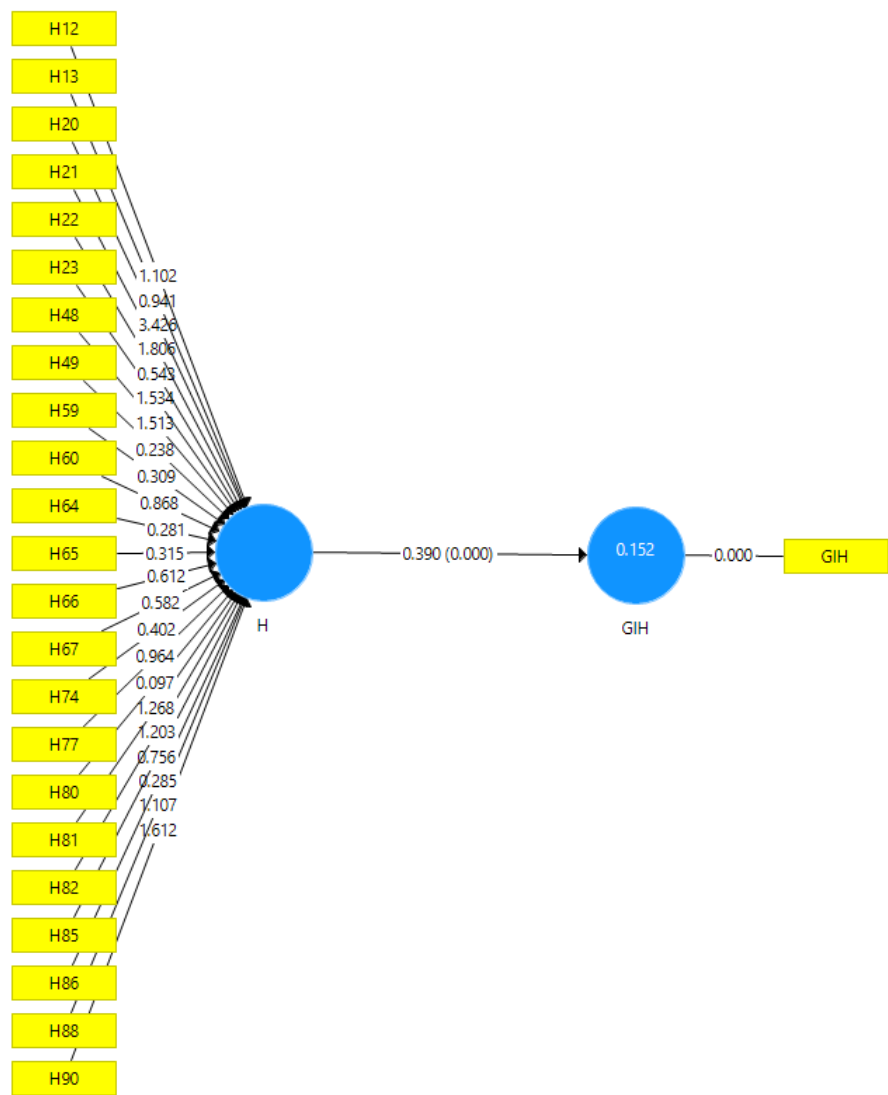 H12
H13
H20
H21
H22
H23
H48
H49
H59
H60
H64
H65
H66
H67
H74
H77
H80
H81
H82
H85
H86
H88
H90
1.102
0.941
3.426
1.806
0.543
1.534
1.513
0.238
0.309
0.868
0.281
0.315
0.612
0.582
0.402
0.964
0.097
1.268
1.203
0.756
0.285
1.107
1.612
H
0.390 (0.000)
0.152
GIH
0.000
GIH